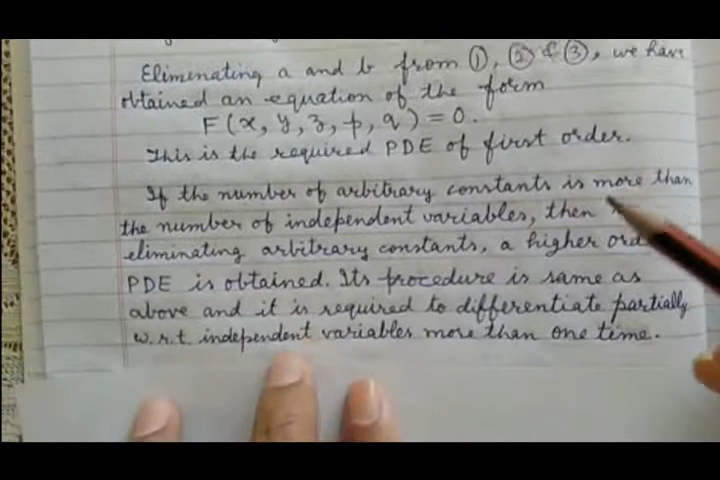 Eliminating a and b from ①, ② & ③, we have
obtained an equation of the form
F(x, y, z, p, q) = 0.
This is the required PDE of first order.
If the number of arbitrary constants is more than
the number of independent variables, then
eliminating arbitrary constants, a higher ord
PDE is obtained. Its procedure is same as
above and it is required to differentiate partially
w.r.t. independent variables more than one time.